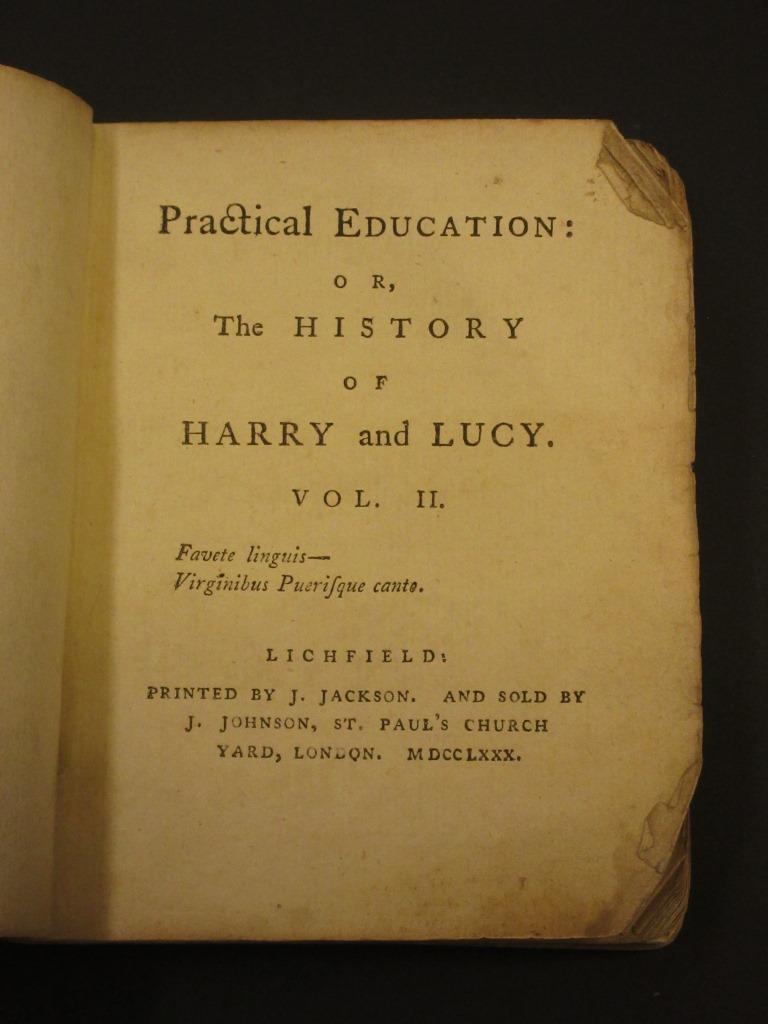 Practical EDUCATION:
OR,
The HISTORY
OF
HARRY and LUCY.
VOL. II.
Favete linguis—
Virginibus Pueriſque canto.
LICHFIELD:
PRINTED BY J. JACKSON. AND SOLD BY
J. JOHNSON, ST. PAUL'S CHURCH
YARD, LONDON. MDCCLXXX.